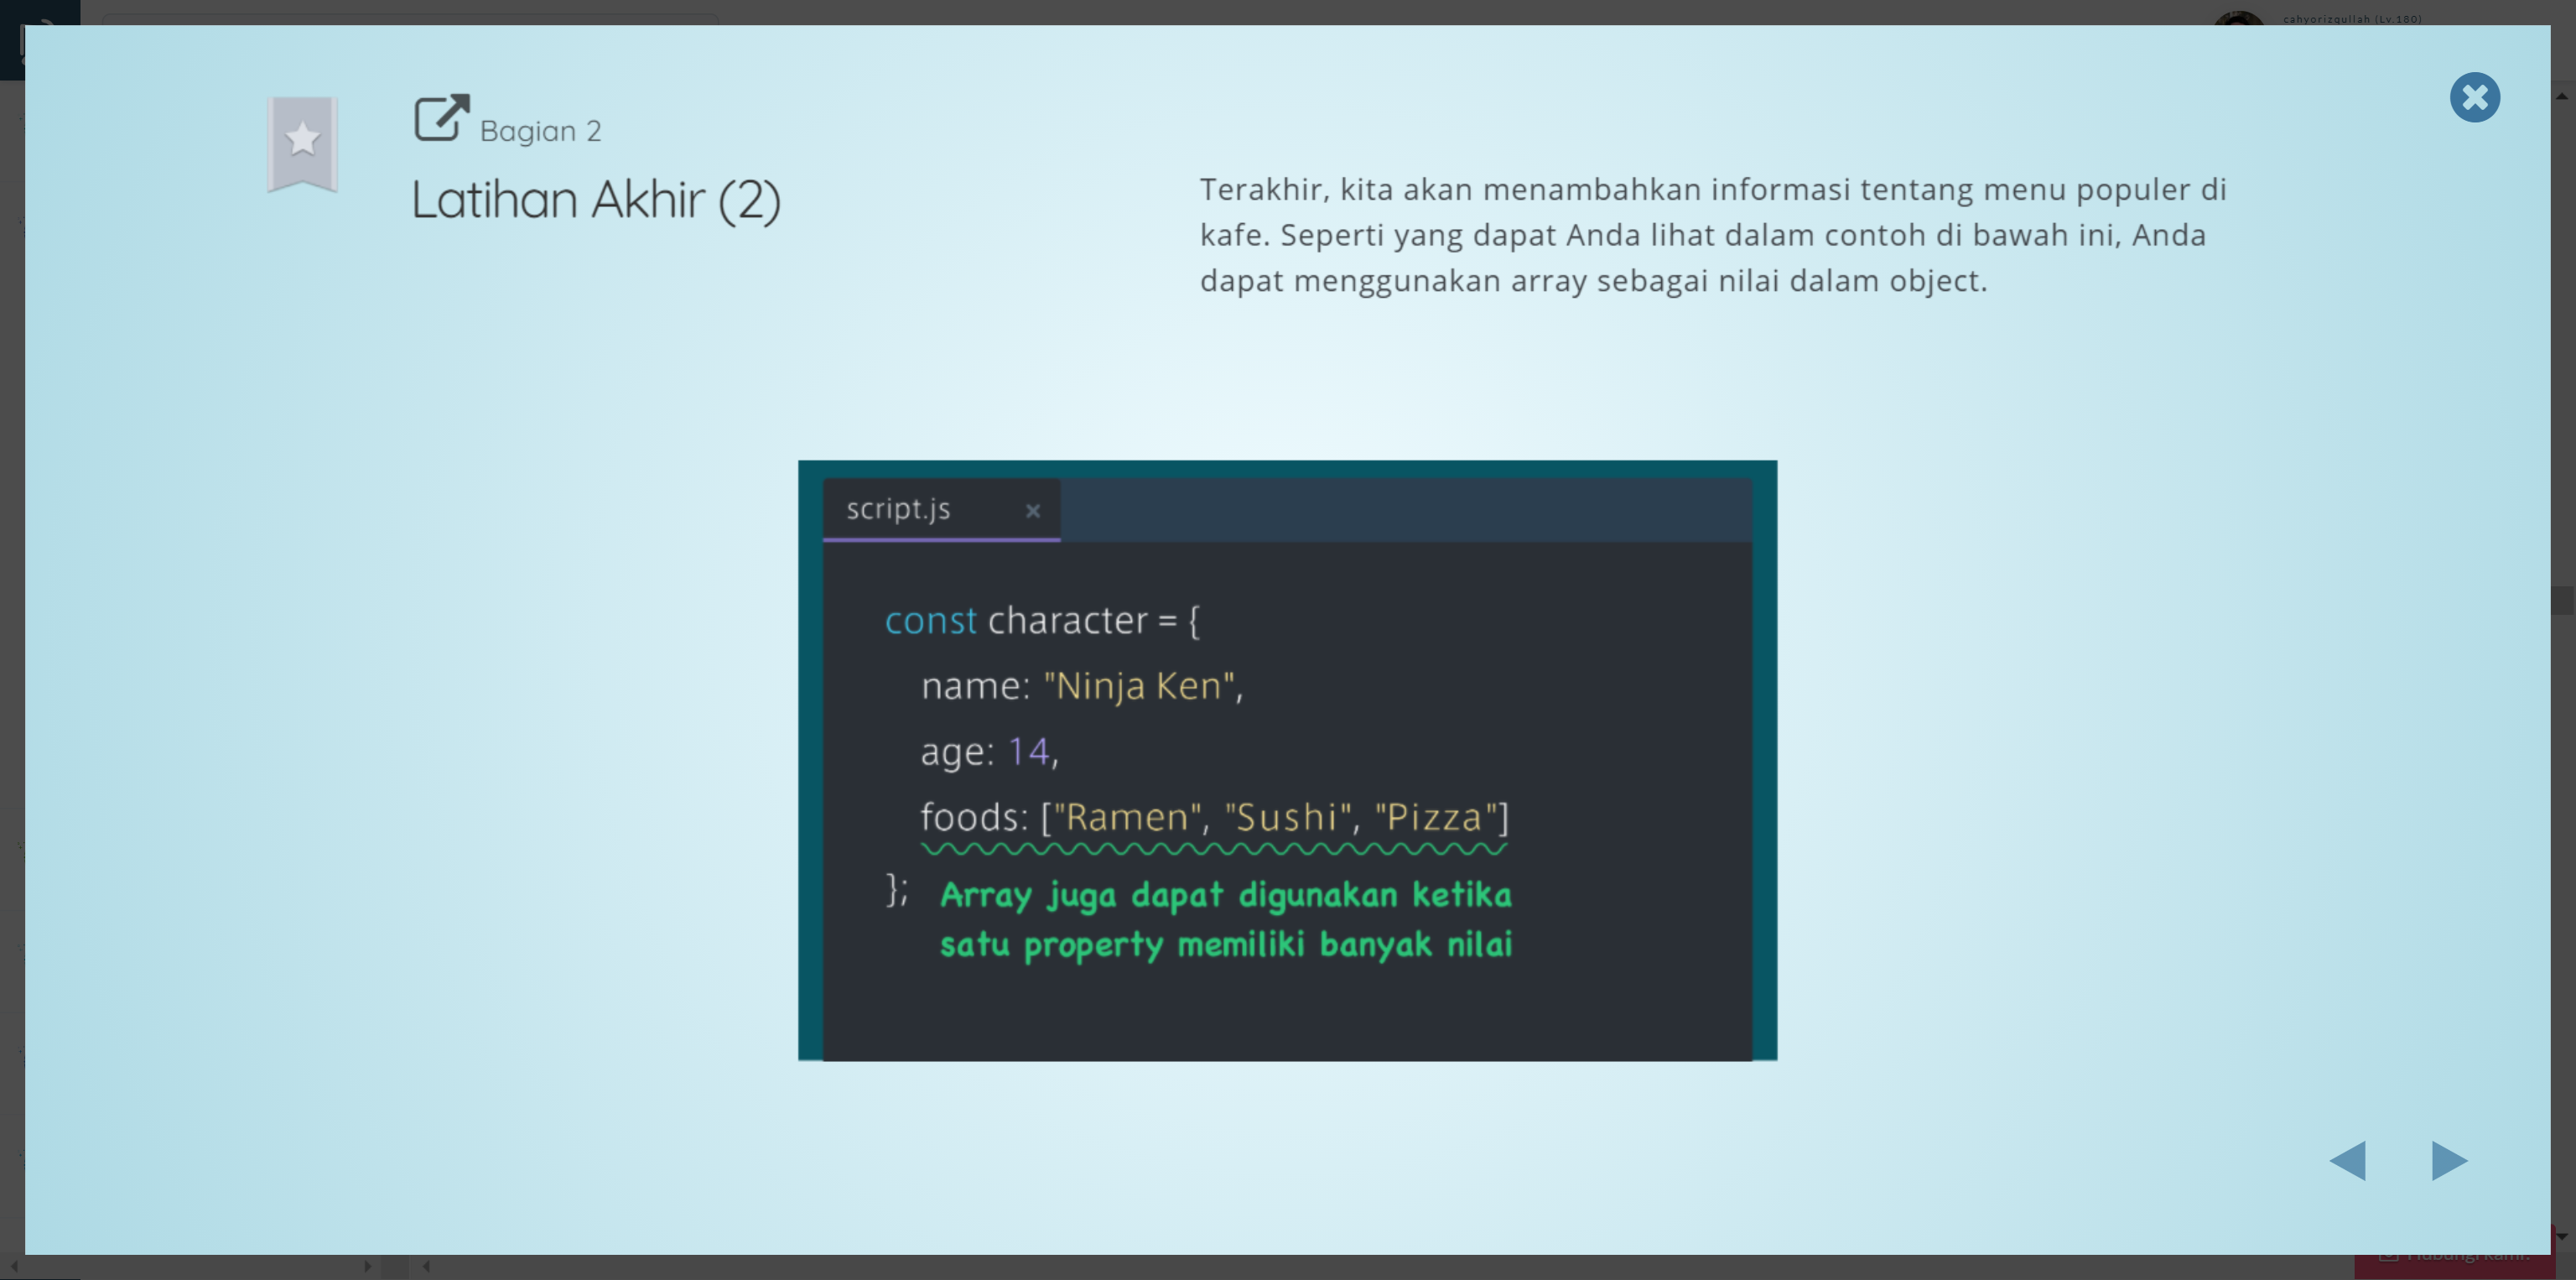 cahyorizqullah (Lv.180)
Bagian 2
Latihan Akhir (2)
Terakhir, kita akan menambahkan informasi tentang menu populer di
kafe. Seperti yang dapat Anda lihat dalam contoh di bawah ini, Anda
dapat menggunakan array sebagai nilai dalam object.
script.js
const character = {
name: "Ninja Ken",
age: 14,
foods: ["Ramen", "Sushi", "Pizza"]
};
Array juga dapat digunakan ketika
satu property memiliki banyak nilai